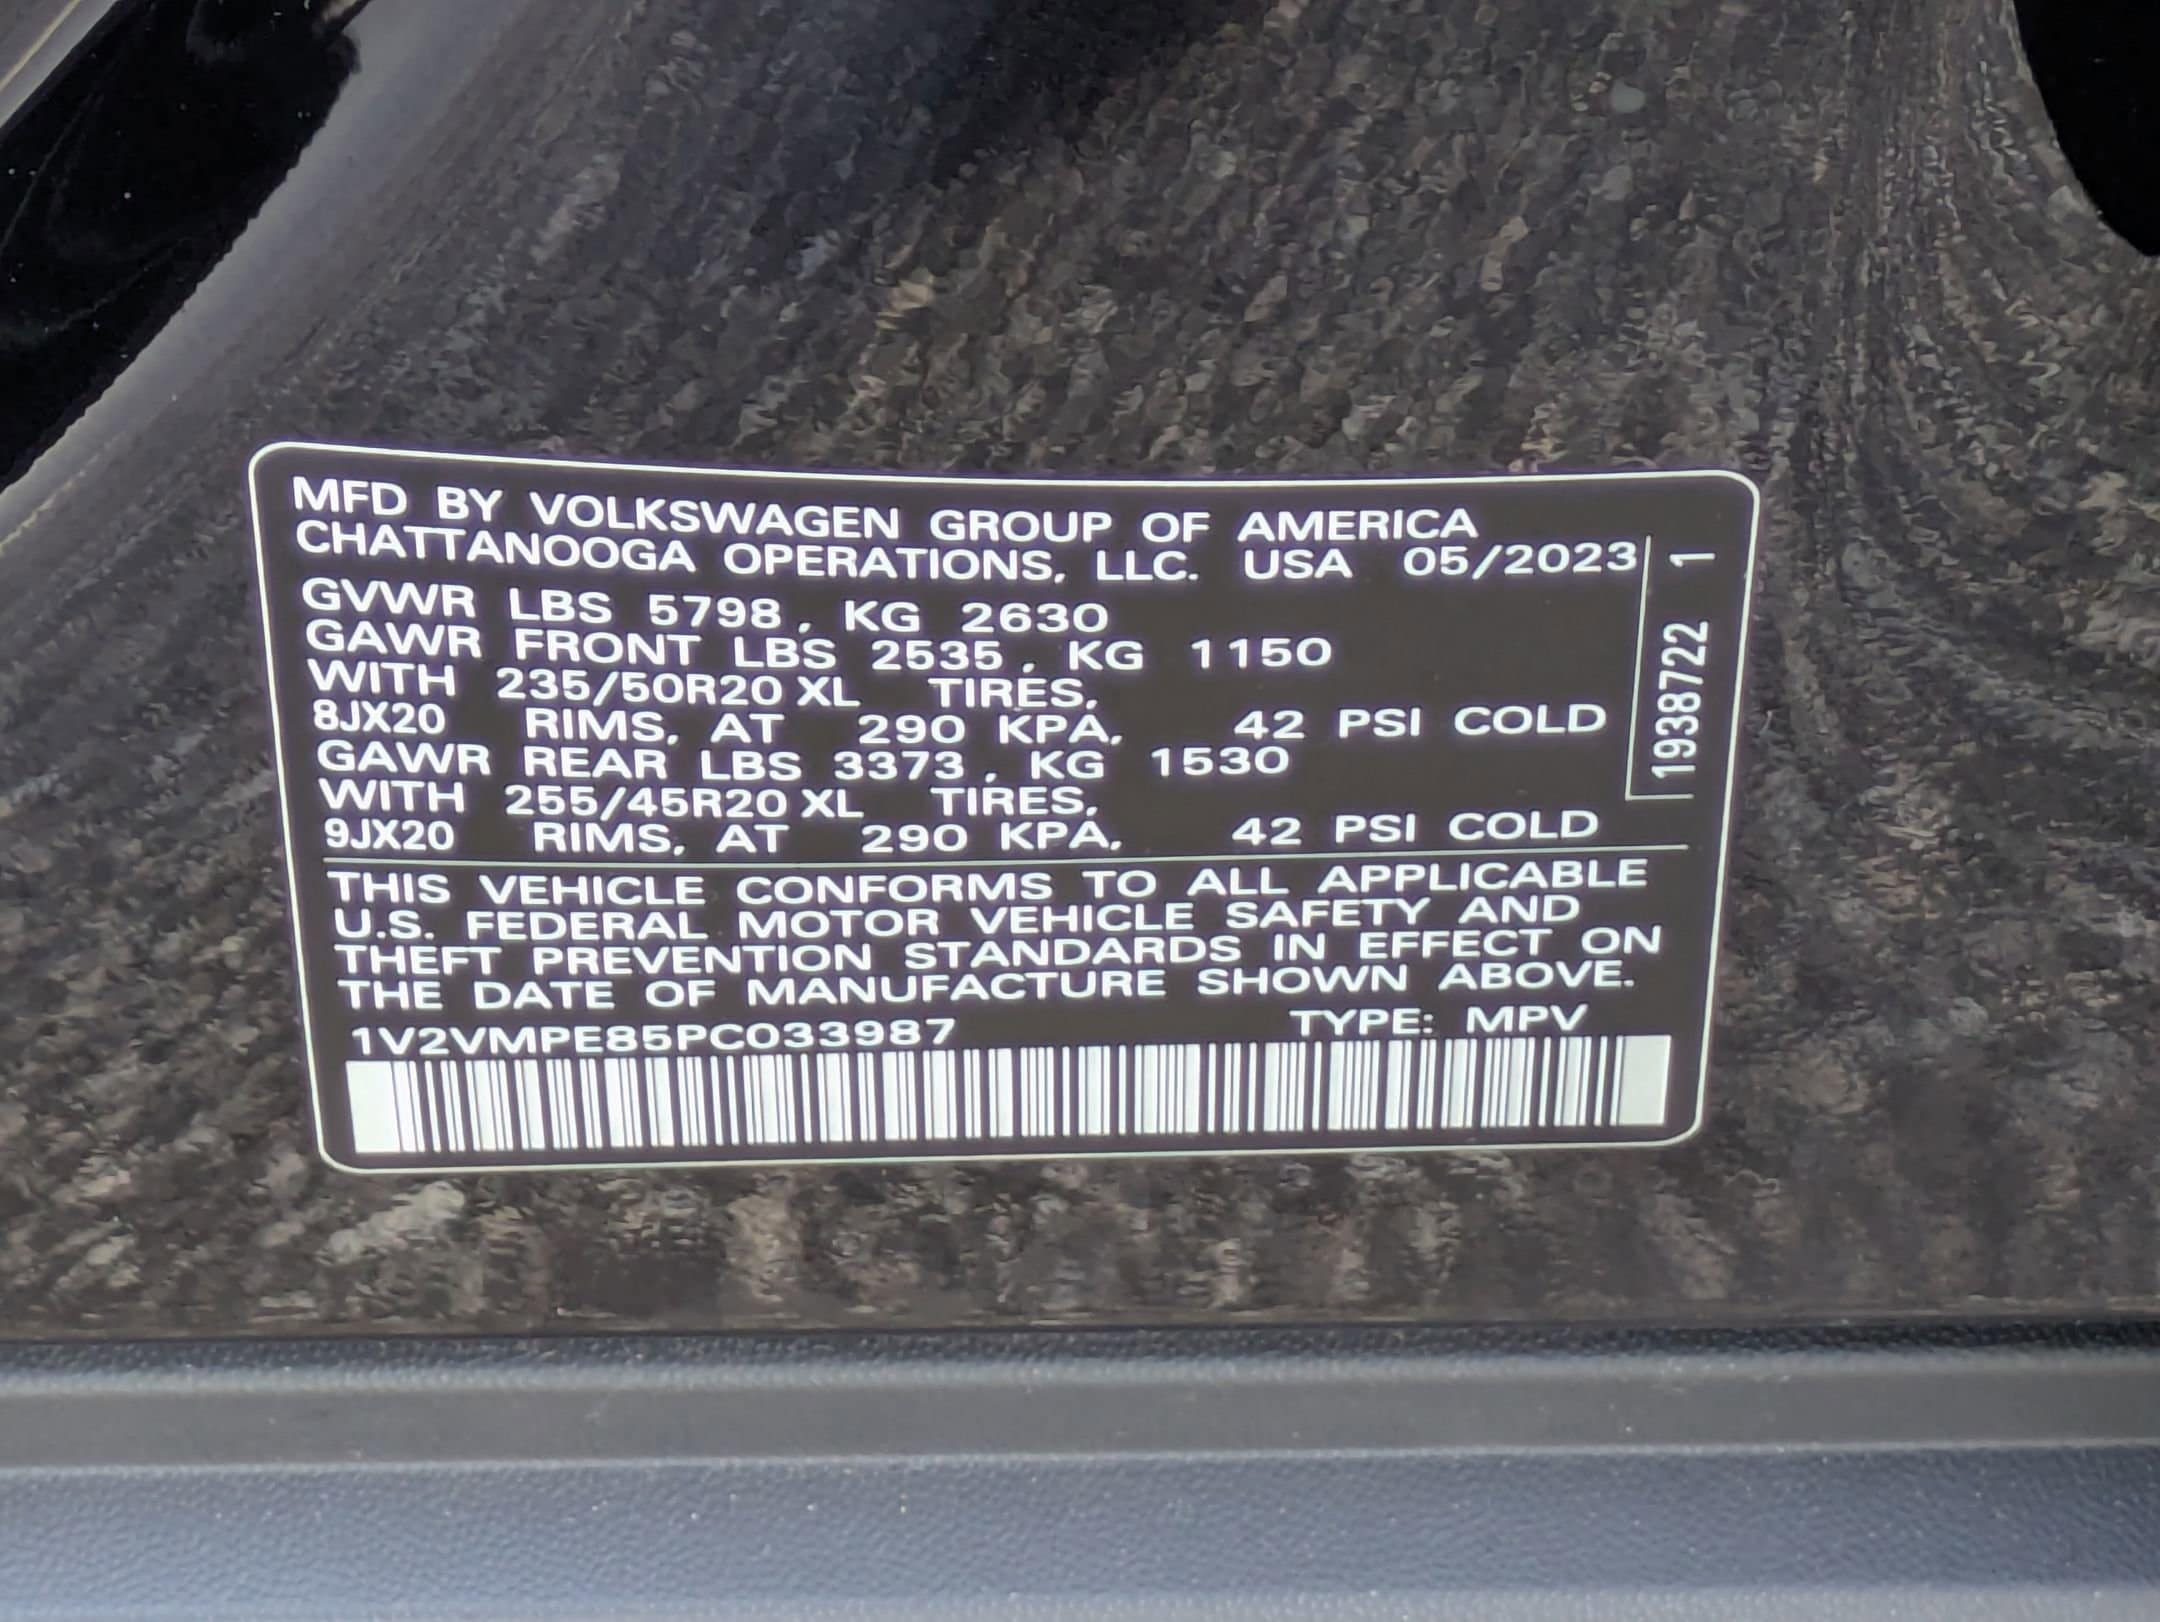 MFD BY VOLKSWAGEN GROUP OF AMERICA
CHATTANOOGA OPERATIONS, LLC. USA 05/2023
GVWR LBS 5798, KG 2630
GAWR FRONT LBS 2535, KG 1150
WITH 235/50R20 XL TIRES,
8JX20 RIMS, AT 290 KPA, 42 PSI COLD
GAWR REAR LBS 3373, KG 1530
WITH 255/45R20 XL TIRES,
9JX20 RIMS, AT 290 KPA, 42 PSI COLD
19387722 1
THIS VEHICLE CONFORMS TO ALL APPLICABLE
U.S. FEDERAL MOTOR VEHICLE SAFETY AND
THEFT PREVENTION STANDARDS IN EFFECT ON
THE DATE OF MANUFACTURE SHOWN ABOVE.
1V2VMPE85PC033987 TYPE: MPV